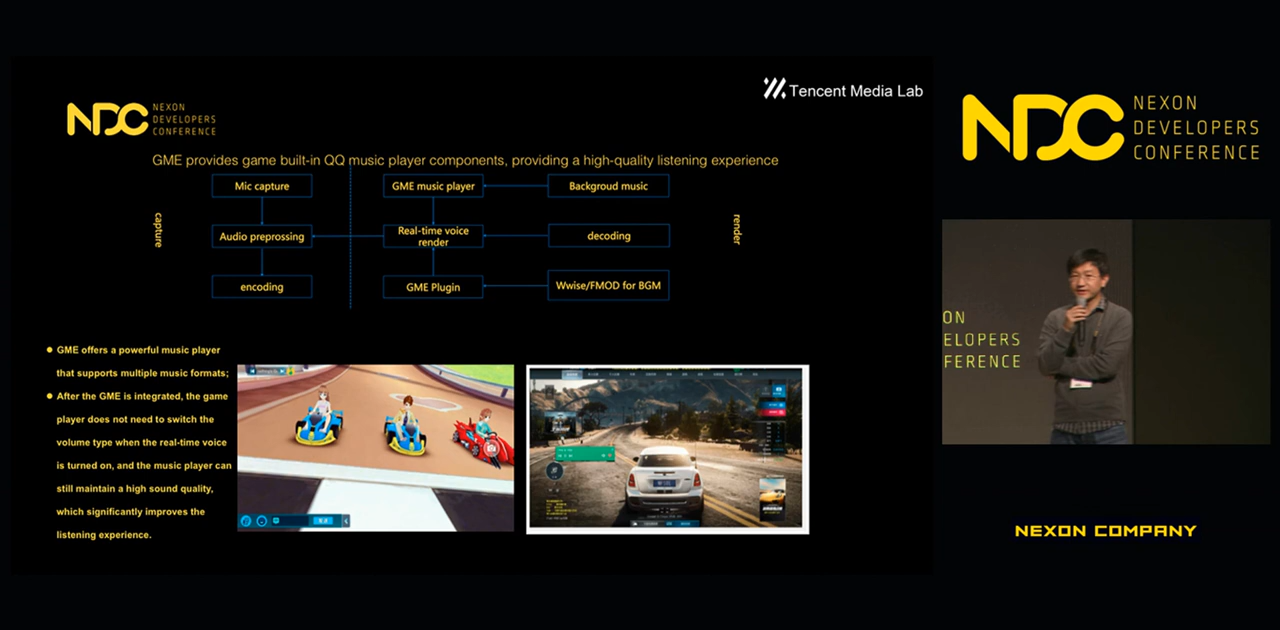 Tencent Media Lab
NDC NEXON
DEVELOPERS
CONFERENCE
GME provides game built-in QQ music player components, providing a high-quality listening experience
Mic capture
GME music player
Backgroud music
capture
Audio preprossing
Real-time voice
render
decoding
render
encoding
GME Plugin
Wwise/FMOD for BGM
GME offers a powerful music player
that supports multiple music formats;
After the GME is integrated, the game
player does not need to switch the
volume type when the real-time voice
is turned on, and the music player can
still maintain a high sound quality,
which significantly improves the
listening experience.
NDC NEXON
DEVELOPERS
CONFERENCE
ON
ELOPERS
FERENCE
NEXON COMPANY